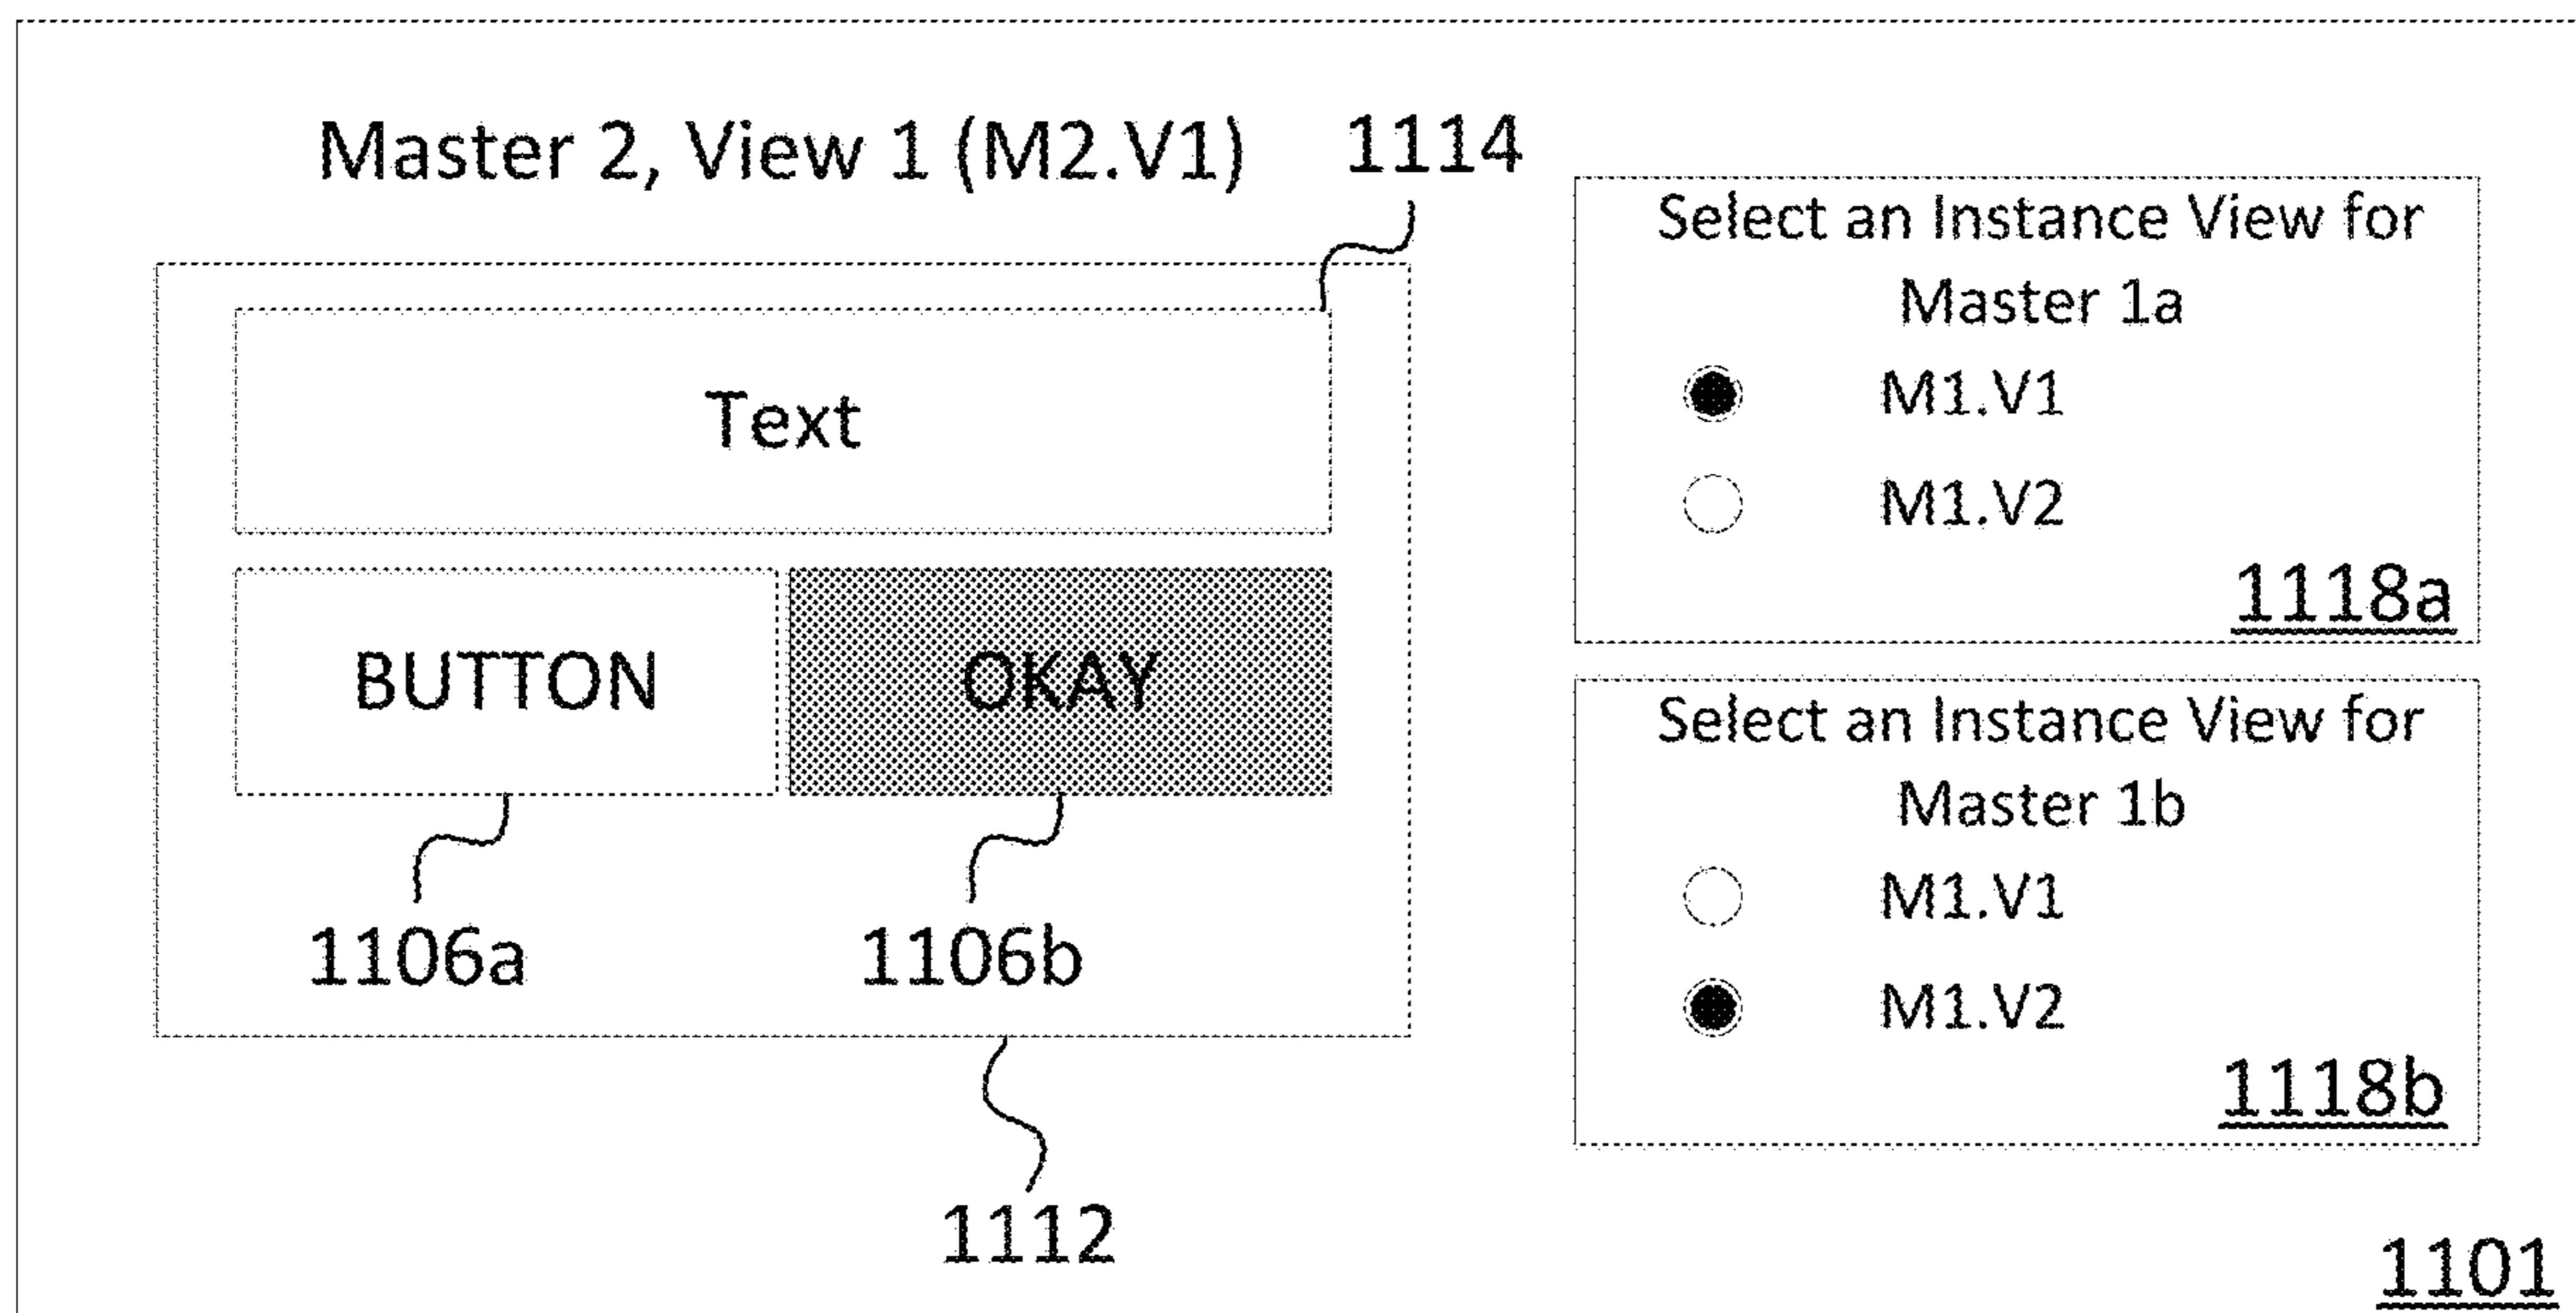 Master 2, View 1 (M2.V1)
1114
Text
BUTTON
OKAY
1106a
1106b
1112
Select an Instance View for
Master 1a
M1.V1
M1.V2
1118a
Select an Instance View for
Master 1b
M1.V1
M1.V2
1118b
1101